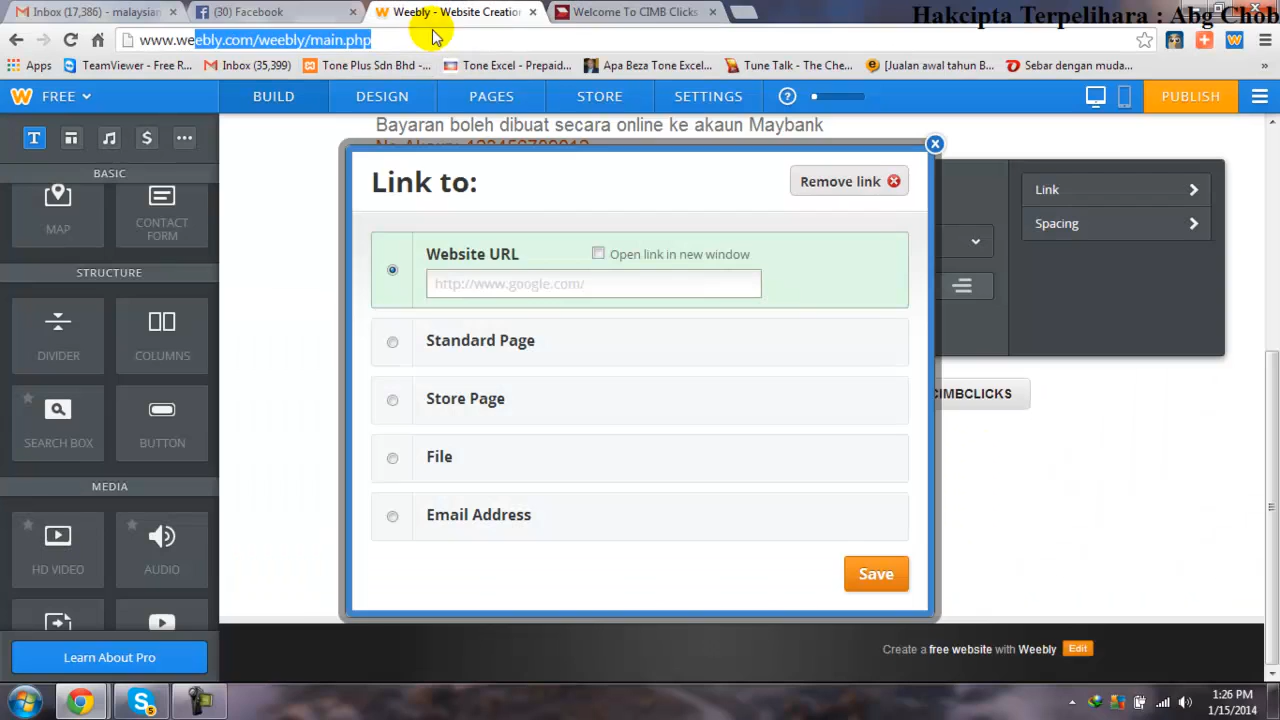 Inbox (17,386) - malaysian
(30) Facebook
Weebly - Website Creation
Welcome To CIMB Clicks
Hakcipta Terpelihara : Abg Chob
www.weebly.com/weebly/main.php
Apps
TeamViewer - Free R...
Inbox (35,399)
Tone Plus Sdn Bhd -...
Tone Excel - Prepaid...
Apa Beza Tone Excel...
Tune Talk - The Che...
[Jualan awal tahun B...
Sebar dengan muda...
»
FREE
BUILD
DESIGN
PAGES
STORE
SETTINGS
?
PUBLISH
T
$
BASIC
MAP
CONTACT FORM
STRUCTURE
DIVIDER
COLUMNS
SEARCH BOX
BUTTON
MEDIA
HD VIDEO
AUDIO
Learn About Pro
Bayaran boleh dibuat secara online ke akaun Maybank
Link to:
Remove link
Website URL
Open link in new window
http://www.google.com/
Standard Page
Store Page
File
Email Address
Save
Link
Spacing
CIMBCLICKS
Create a free website with Weebly
Edit
1:26 PM
1/15/2014